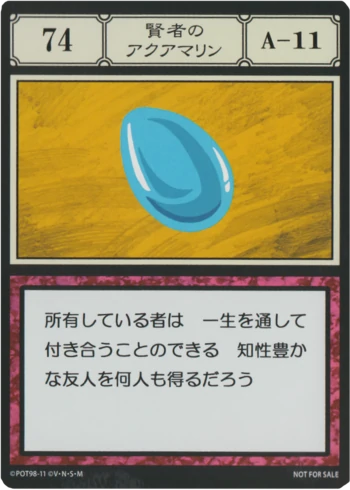 74
賢者の
アクアマリン
A-11
所有している者は　一生を通して
付き合うことのできる　知性豊か
な友人を何人も得るだろう
©POT98-11 ©V・N・S・M
NOT FOR SALE